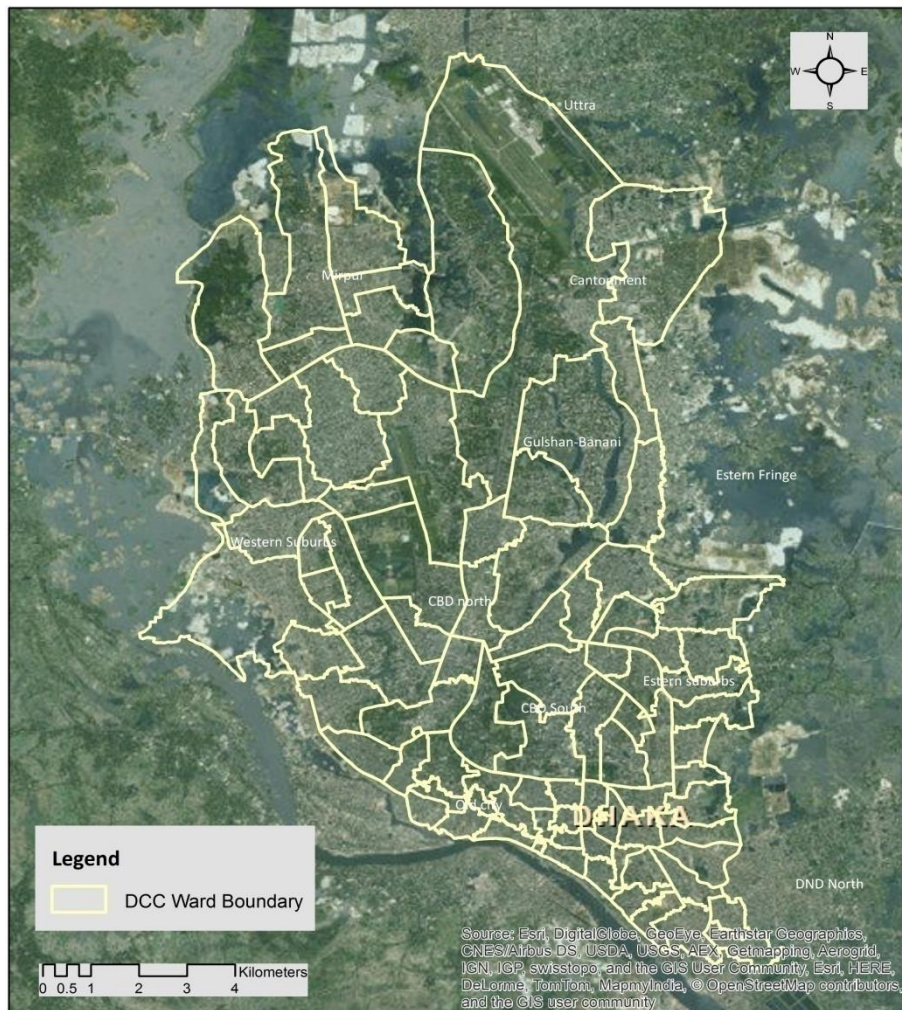 N
W E
S
Uttra
Mirpur
Cantonment
Gulshan-Banani
Estern Fringe
Western Suburbs
CBD north
Estern suburbs
CBD South
Old city
DHAKA
DND North
Legend
DCC Ward Boundary
Kilometers
0 0.5 1 2 3 4
Source: Esri, DigitalGlobe, GeoEye, Earthstar Geographics,
CNES/Airbus DS, USDA, USGS, AEX, Getmapping, Aerogrid,
IGN, IGP, swisstopo, and the GIS User Community, Esri, HERE,
DeLorme, TomTom, MapmyIndia, © OpenStreetMap contributors,
and the GIS user community